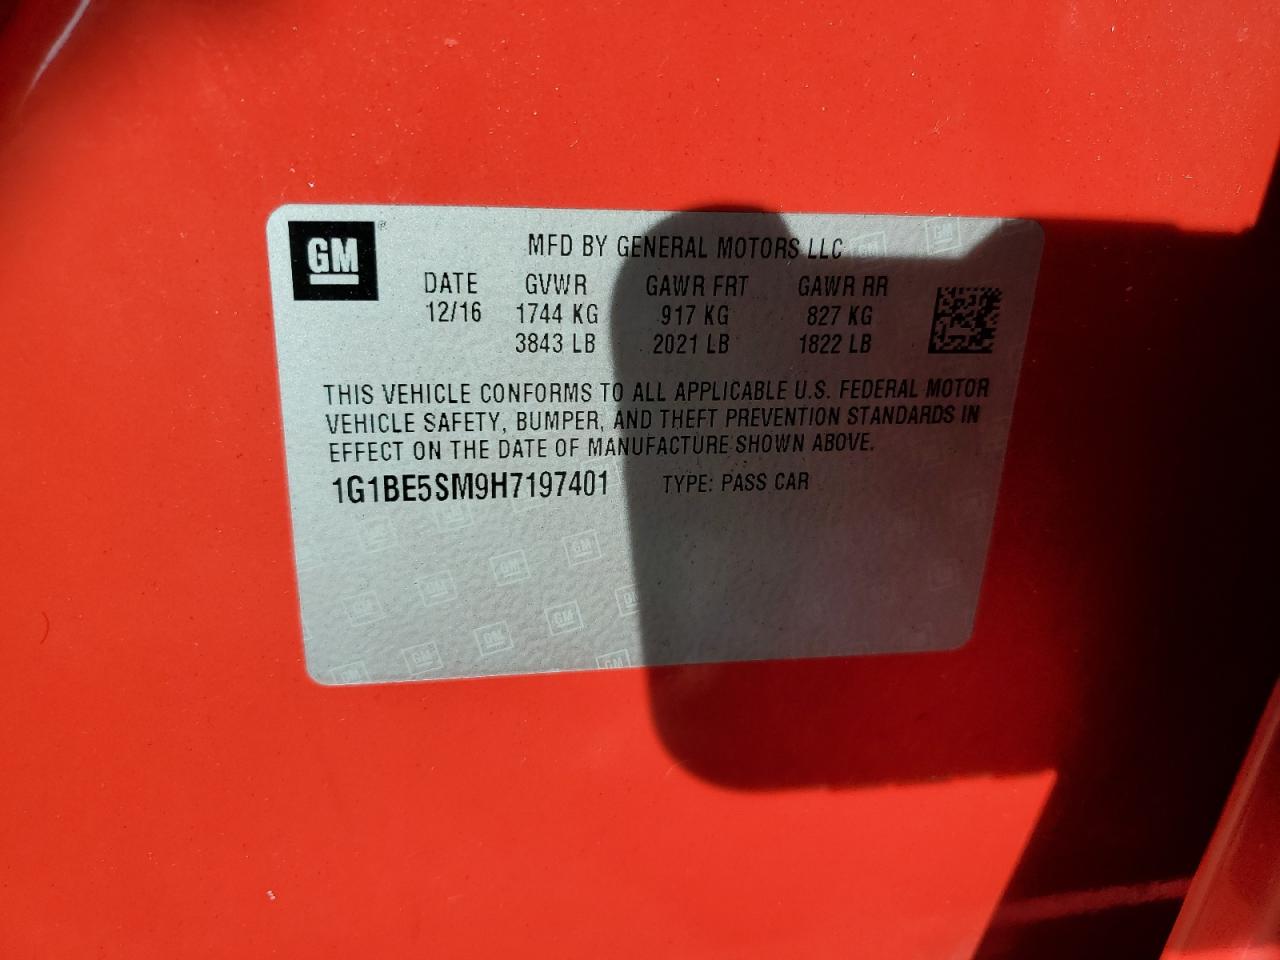 GM
MFD BY GENERAL MOTORS LLC
DATE GVWR GAWR FRT GAWR RR
12/16 1744 KG 917 KG 827 KG
3843 LB 2021 LB 1822 LB
THIS VEHICLE CONFORMS TO ALL APPLICABLE U.S. FEDERAL MOTOR
VEHICLE SAFETY, BUMPER, AND THEFT PREVENTION STANDARDS IN
EFFECT ON THE DATE OF MANUFACTURE SHOWN ABOVE.
1G1BE5SM9H7197401 TYPE: PASS CAR